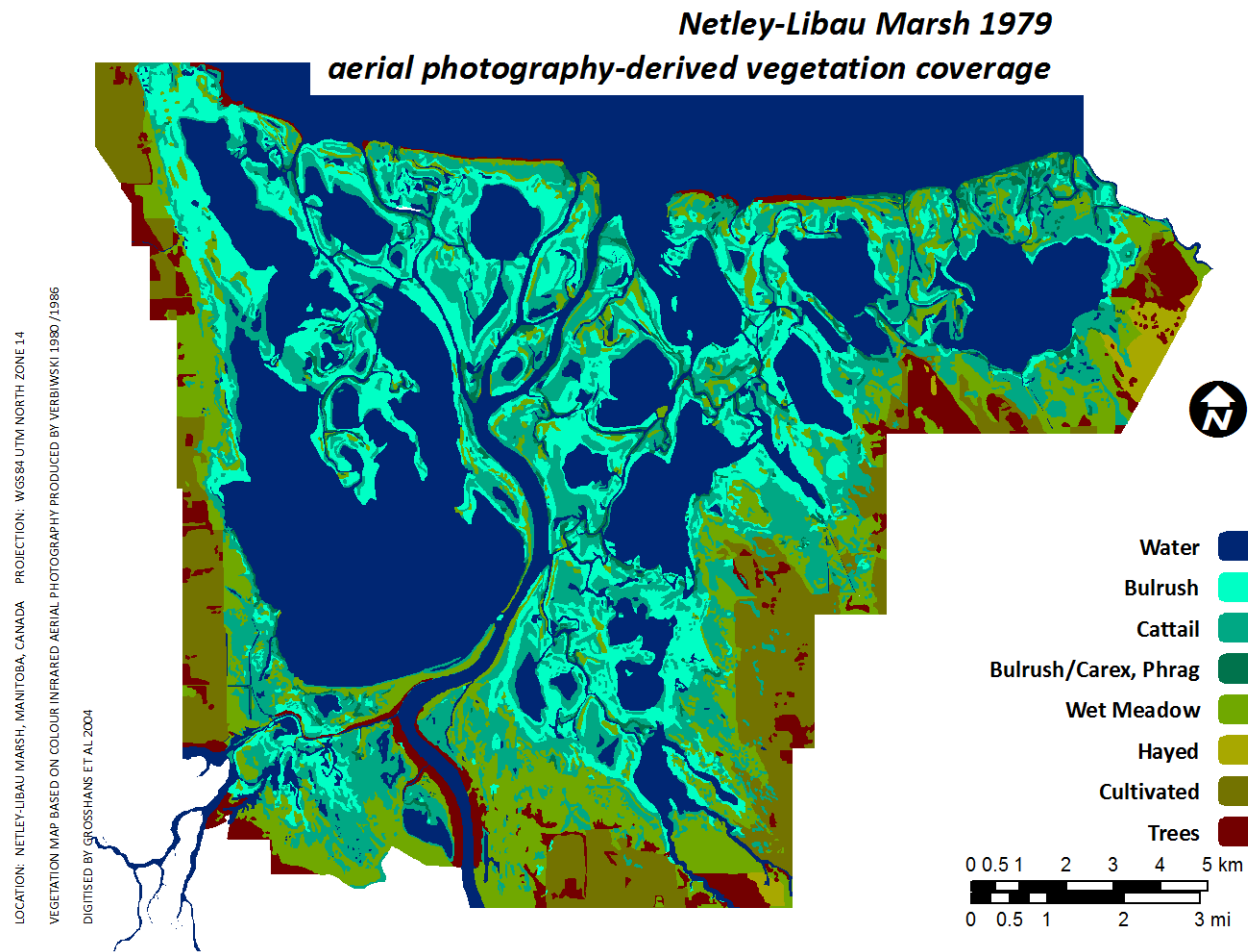 Netley-Libau Marsh 1979
aerial photography-derived vegetation coverage
LOCATION: NETLEY-LIBAU MARSH, MANITOBA, CANADA PROJECTION: WGS84 UTM NORTH ZONE 14
VEGETATION MAP BASED ON COLOUR INFRARED AERIAL PHOTOGRAPHY PRODUCED BY VERBIWSKI 1980 /1986
DIGITISED BY GROSSHANS ET AL 2004
N
Water
Bulrush
Cattail
Bulrush/Carex, Phrag
Wet Meadow
Hayed
Cultivated
Trees
0 0.5 1 2 3 4 5 km
0 0.5 1 2 3 mi